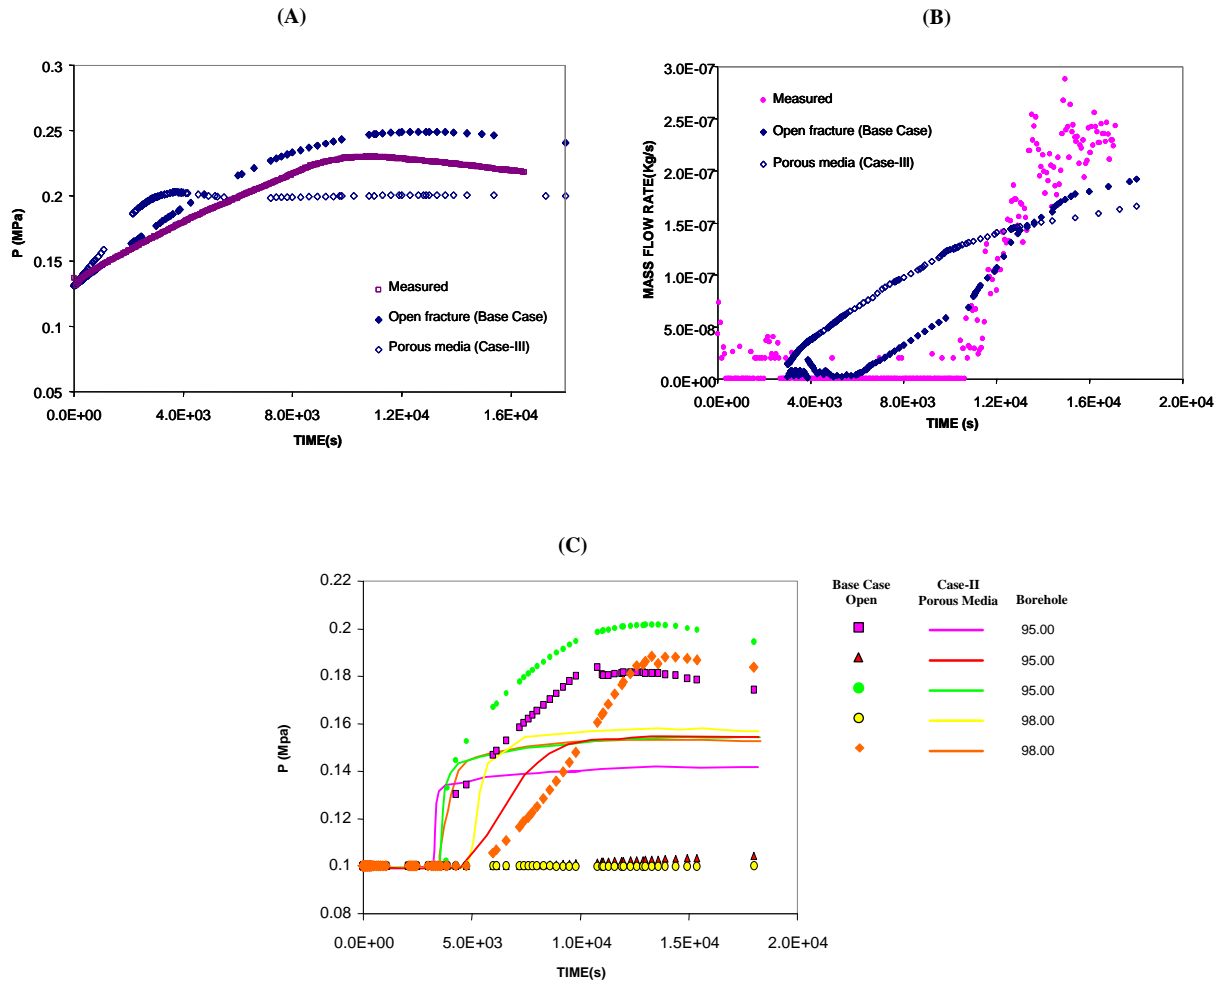 (A)
(B)
0.3
0.25
0.2
0.15
0.1
0.05
P (MPa)
0.0E+00
4.0E+03
8.0E+03
1.2E+04
1.6E+04
TIME(s)
Measured
Open fracture (Base Case)
Porous media (Case-III)
3.0E-07
2.5E-07
2.0E-07
1.5E-07
1.0E-07
5.0E-08
0.0E+00
MASS FLOW RATE(Kg/s)
0.0E+00
4.0E+03
8.0E+03
1.2E+04
1.6E+04
2.0E+04
TIME (s)
Measured
Open fracture (Base Case)
Porous media (Case-III)
(C)
0.22
0.2
0.18
0.16
0.14
0.12
0.1
0.08
P (Mpa)
0.0E+00
5.0E+03
1.0E+04
1.5E+04
2.0E+04
TIME(s)
Base Case
Open
Case-II
Porous Media
Borehole
95.00
95.00
95.00
98.00
98.00